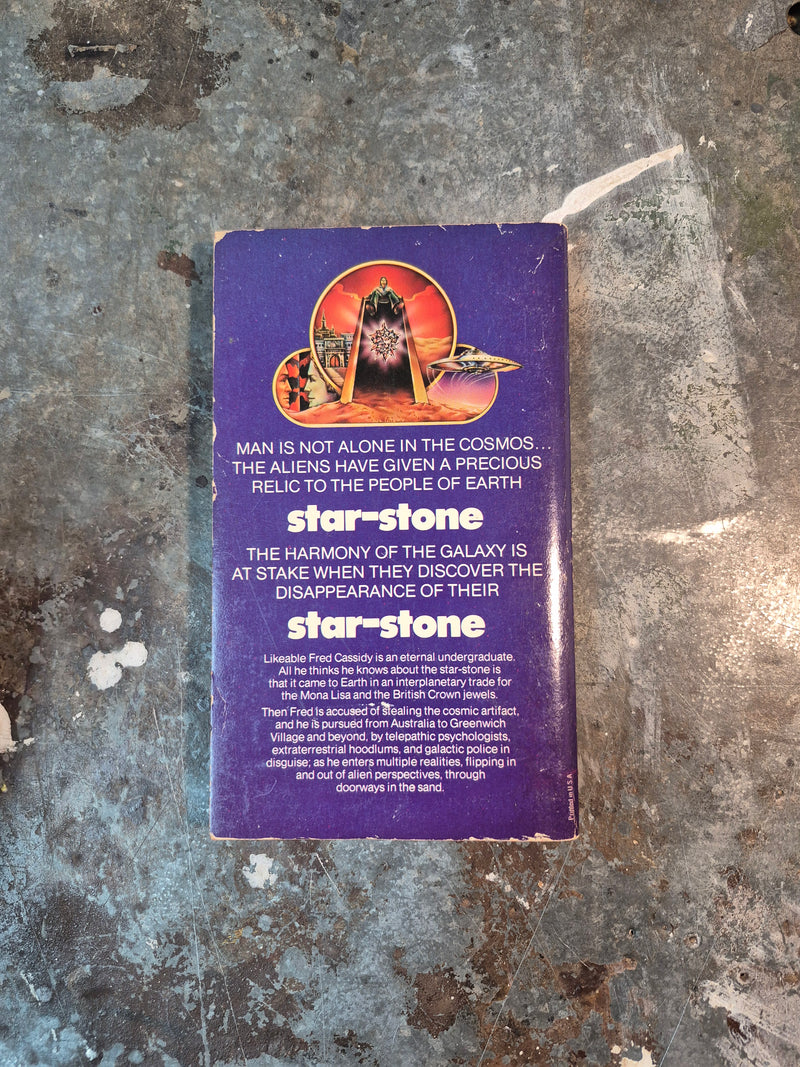 MAN IS NOT ALONE IN THE COSMOS...
THE ALIENS HAVE GIVEN A PRECIOUS
RELIC TO THE PEOPLE OF EARTH
star-stone
THE HARMONY OF THE GALAXY IS
AT STAKE WHEN THEY DISCOVER THE
DISAPPEARANCE OF THEIR
star-stone
Likeable Fred Cassidy is an eternal undergraduate.
All he thinks he knows about the star-stone is
that it came to Earth in an interplanetary trade for
the Mona Lisa and the British Crown jewels.
Then Fred is accused of stealing the cosmic artifact,
and he is pursued from Australia to Greenwich
Village and beyond, by telepathic psychologists,
extraterrestrial hoodlums, and galactic police in
disguise; as he enters multiple realities, flipping in
and out of alien perspectives, through
doorways in the sand.
Printed in U.S.A.